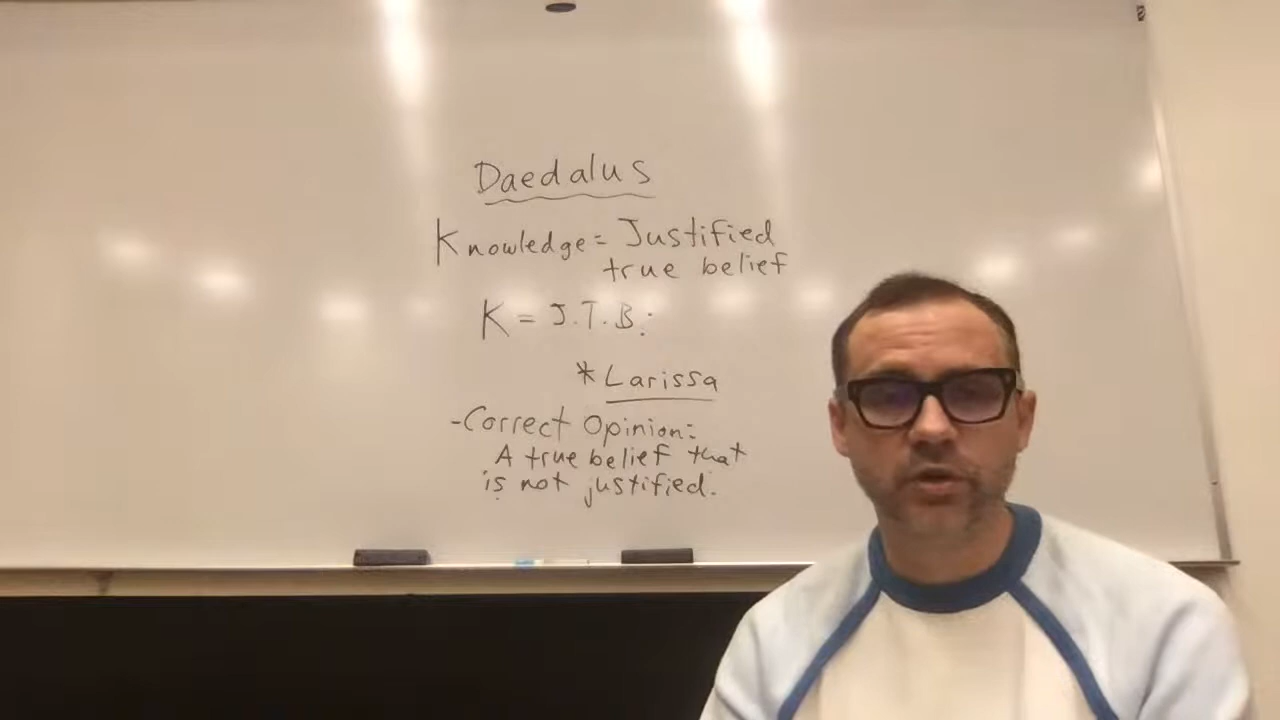 Daedalus
Knowledge = Justified
true belief
K = J.T.B.:
* Larissa
- Correct Opinion:
A true belief that
is not justified.